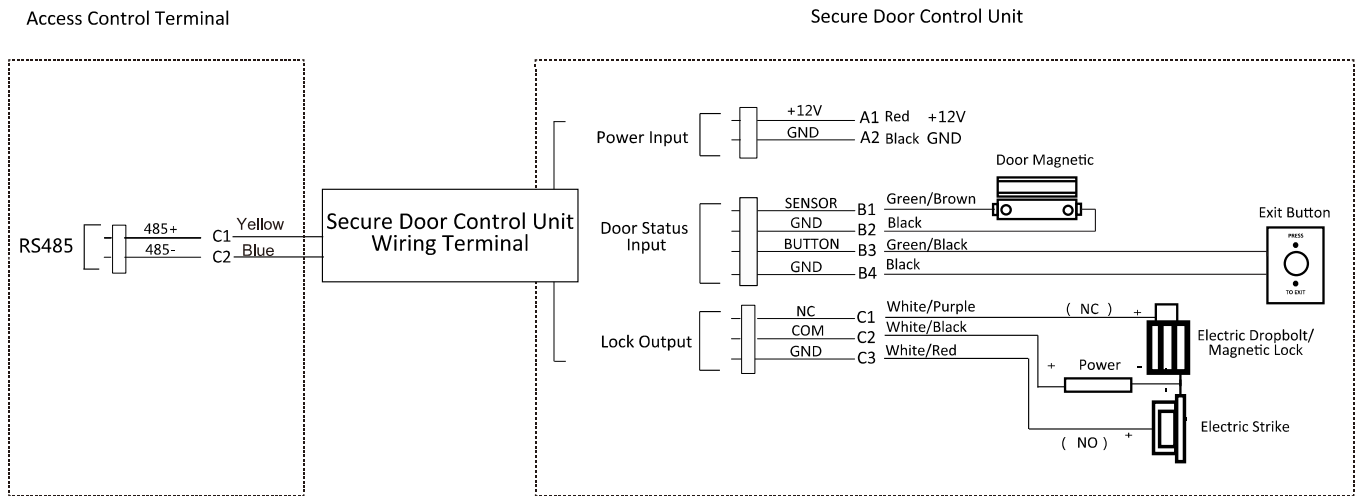 Access Control Terminal
Secure Door Control Unit
RS485
485+ C1 Yellow
485- C2 Blue
Secure Door Control Unit
Wiring Terminal
Power Input
+12V A1 Red +12V
GND A2 Black GND
Door Magnetic
Door Status
Input
SENSOR B1 Green/Brown
GND B2 Black
BUTTON B3 Green/Black
GND B4 Black
Exit Button
PRESS
TO EXIT
Lock Output
NC C1 White/Purple ( NC ) +
COM C2 White/Black
GND C3 White/Red
Electric Dropbolt/
Magnetic Lock
+ Power -
-
Electric Strike
( NO ) +